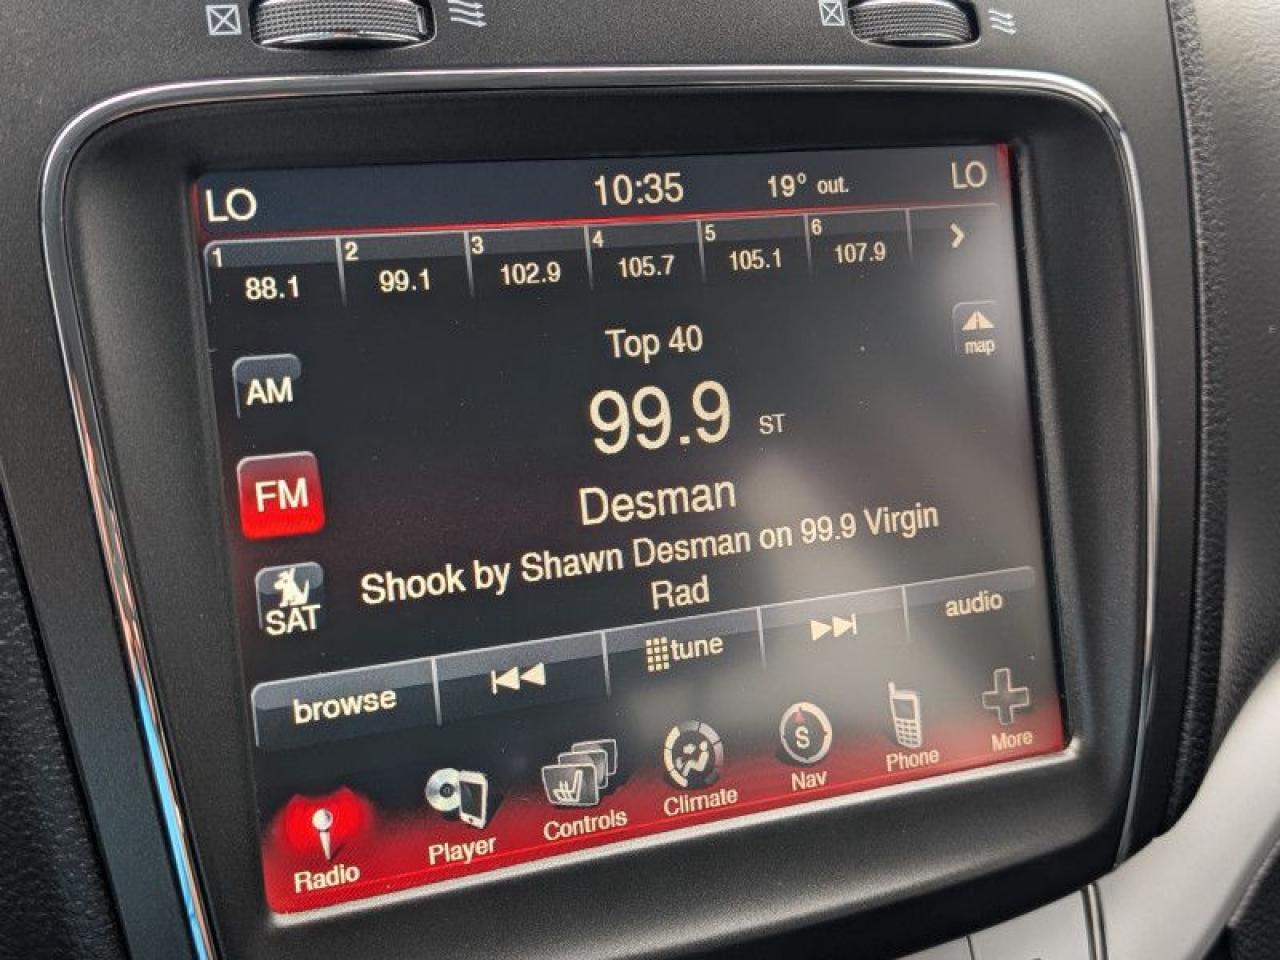 LO 10:35 19° out. LO
1 88.1 2 99.1 3 102.9 4 105.7 5 105.1 6 107.9
Top 40
map
AM
99.9 ST
FM
Desman
Shook by Shawn Desman on 99.9 Virgin
Rad
SAT
browse tune audio
Radio Player Controls Climate Nav Phone More
S